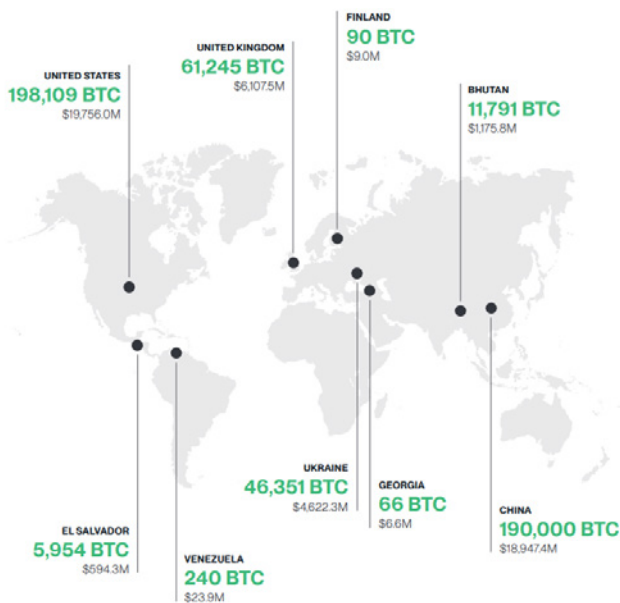 FINLAND
90 BTC
$9.0M
UNITED KINGDOM
61,245 BTC
$6,107.5M
UNITED STATES
198,109 BTC
$19,756.0M
BHUTAN
11,791 BTC
$1,175.8M
UKRAINE
46,351 BTC
$4,622.3M
GEORGIA
66 BTC
$6.6M
CHINA
190,000 BTC
$18,947.4M
EL SALVADOR
5,954 BTC
$594.3M
VENEZUELA
240 BTC
$23.9M